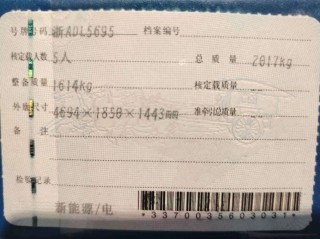 号牌号码 浙ADL5695 档案编号
核定载人数 5人 总质量 2017kg
整备质量 1614kg 核定载质量 --
外廓尺寸 4694×1850×1443mm 准牵引总质量 --
备注
检验记录
新能源/电
*3370035603031*